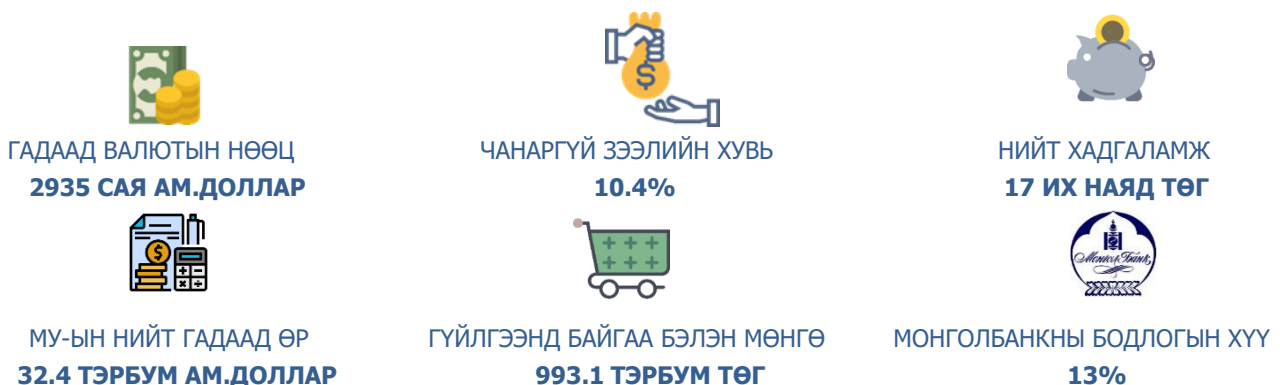 ГАДААД ВАЛЮТЫН НӨӨЦ
2935 САЯ АМ.ДОЛЛАР
ЧАНАРГҮЙ ЗЭЭЛИЙН ХУВЬ
10.4%
НИЙТ ХАДГАЛАМЖ
17 ИХ НАЯД ТӨГ
МУ-ЫН НИЙТ ГАДААД ӨР
32.4 ТЭРБУМ АМ.ДОЛЛАР
ГҮЙЛГЭЭНД БАЙГАА БЭЛЭН МӨНГӨ
993.1 ТЭРБУМ ТӨГ
МонголБанк
МОНГОЛБАНКНЫ БОДЛОГЫН ХҮҮ
13%